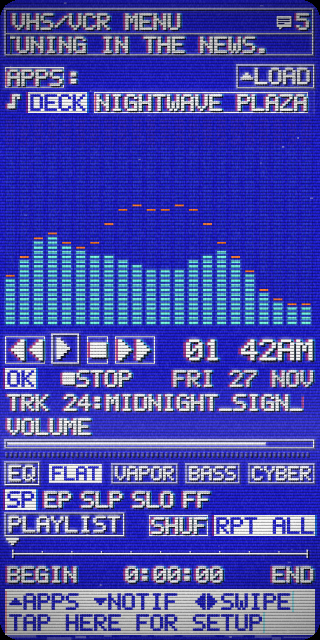 VHS/VCR MENU 5
TUNING IN THE NEWS.
APPS: LOAD
DECK NIGHTWAVE PLAZA
01 42AM
OK STOP FRI 27 NOV
TRK 24:MIDNIGHT_SIGN_
VOLUME
EQ FLAT VAPOR BASS CYBER
SP EP SLP SLO FF
PLAYLIST SHUF RPT ALL
BEGIN 0:00:00 END
APPS NOTIF SWIPE
TAP HERE FOR SETUP